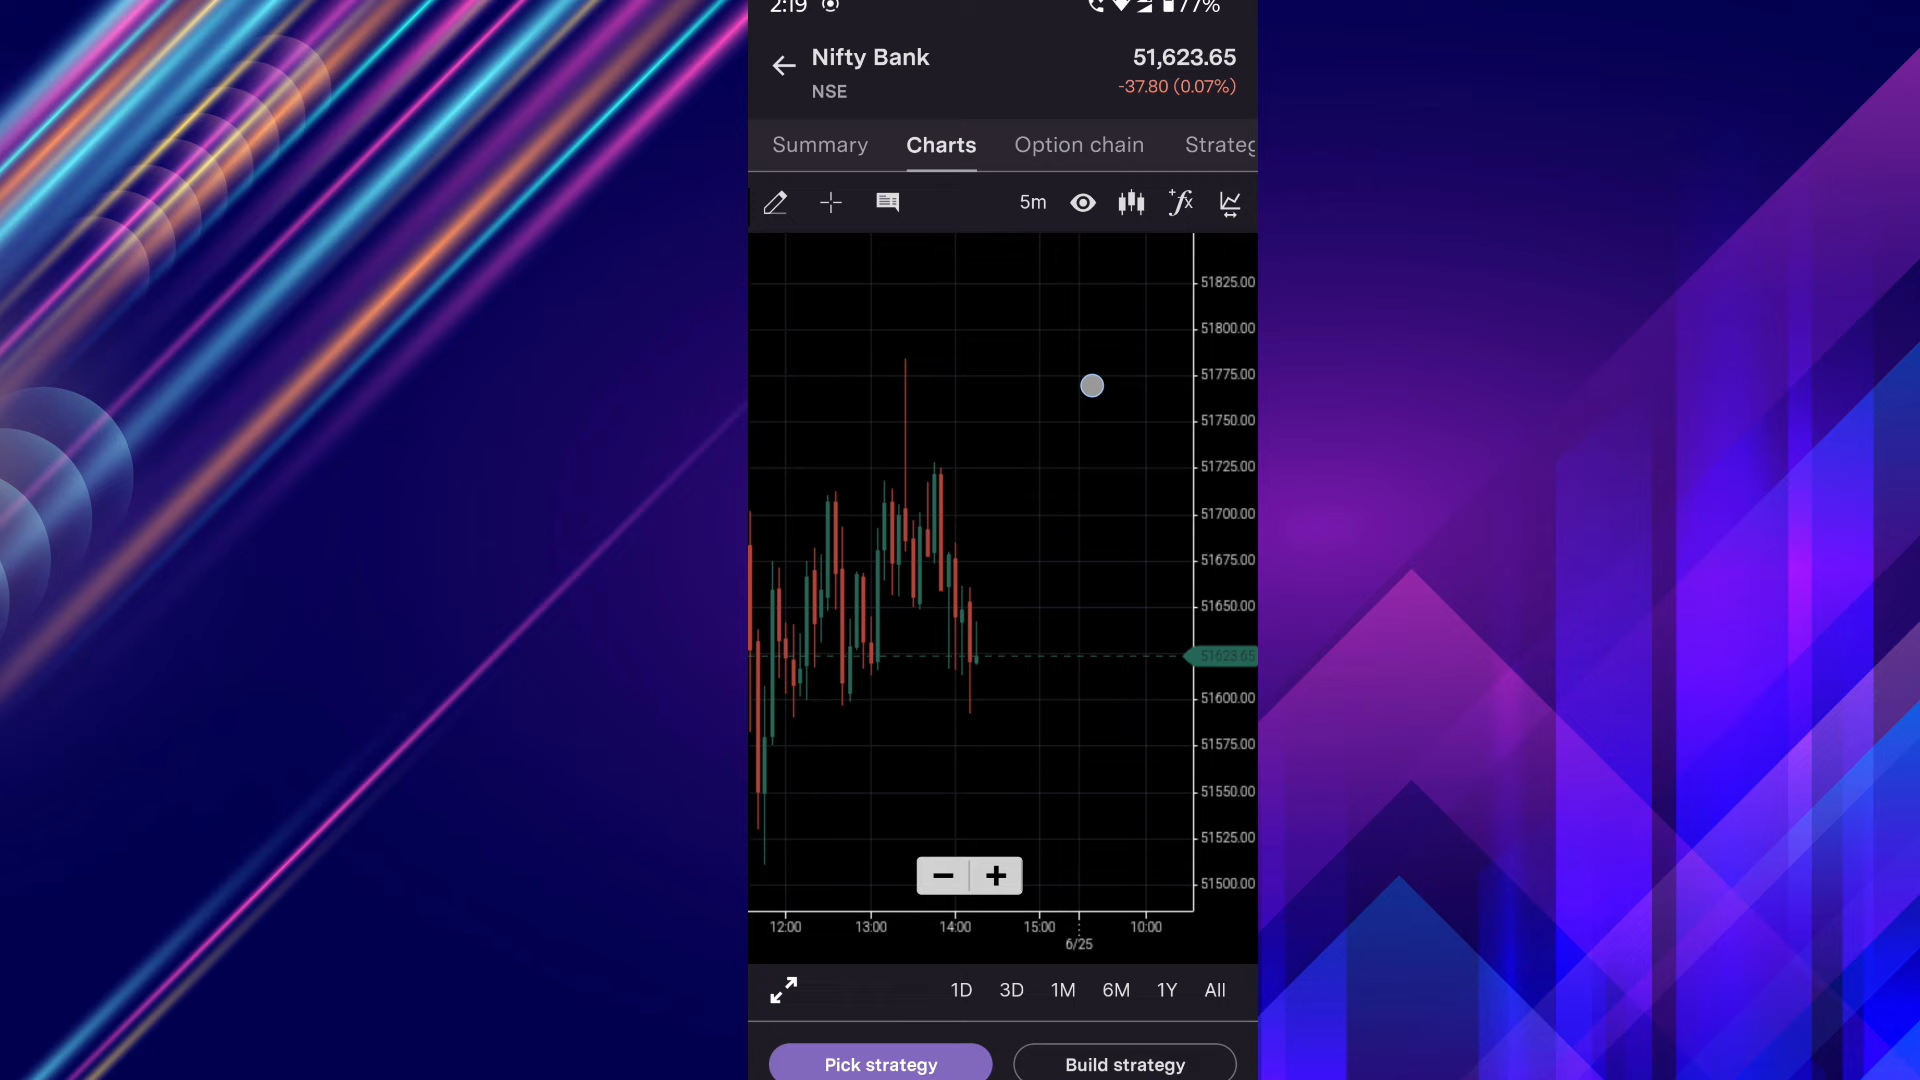 2:19 77%
Nifty Bank 51,623.65
NSE -37.80 (0.07%)
Summary Charts Option chain Strateg
5m
51825.00
51800.00
51775.00
51750.00
51725.00
51700.00
51675.00
51650.00
51623.65
51600.00
51575.00
51550.00
51525.00
51500.00
12:00 13:00 14:00 15:00 10:00
6/25
1D 3D 1M 6M 1Y All
Pick strategy Build strategy